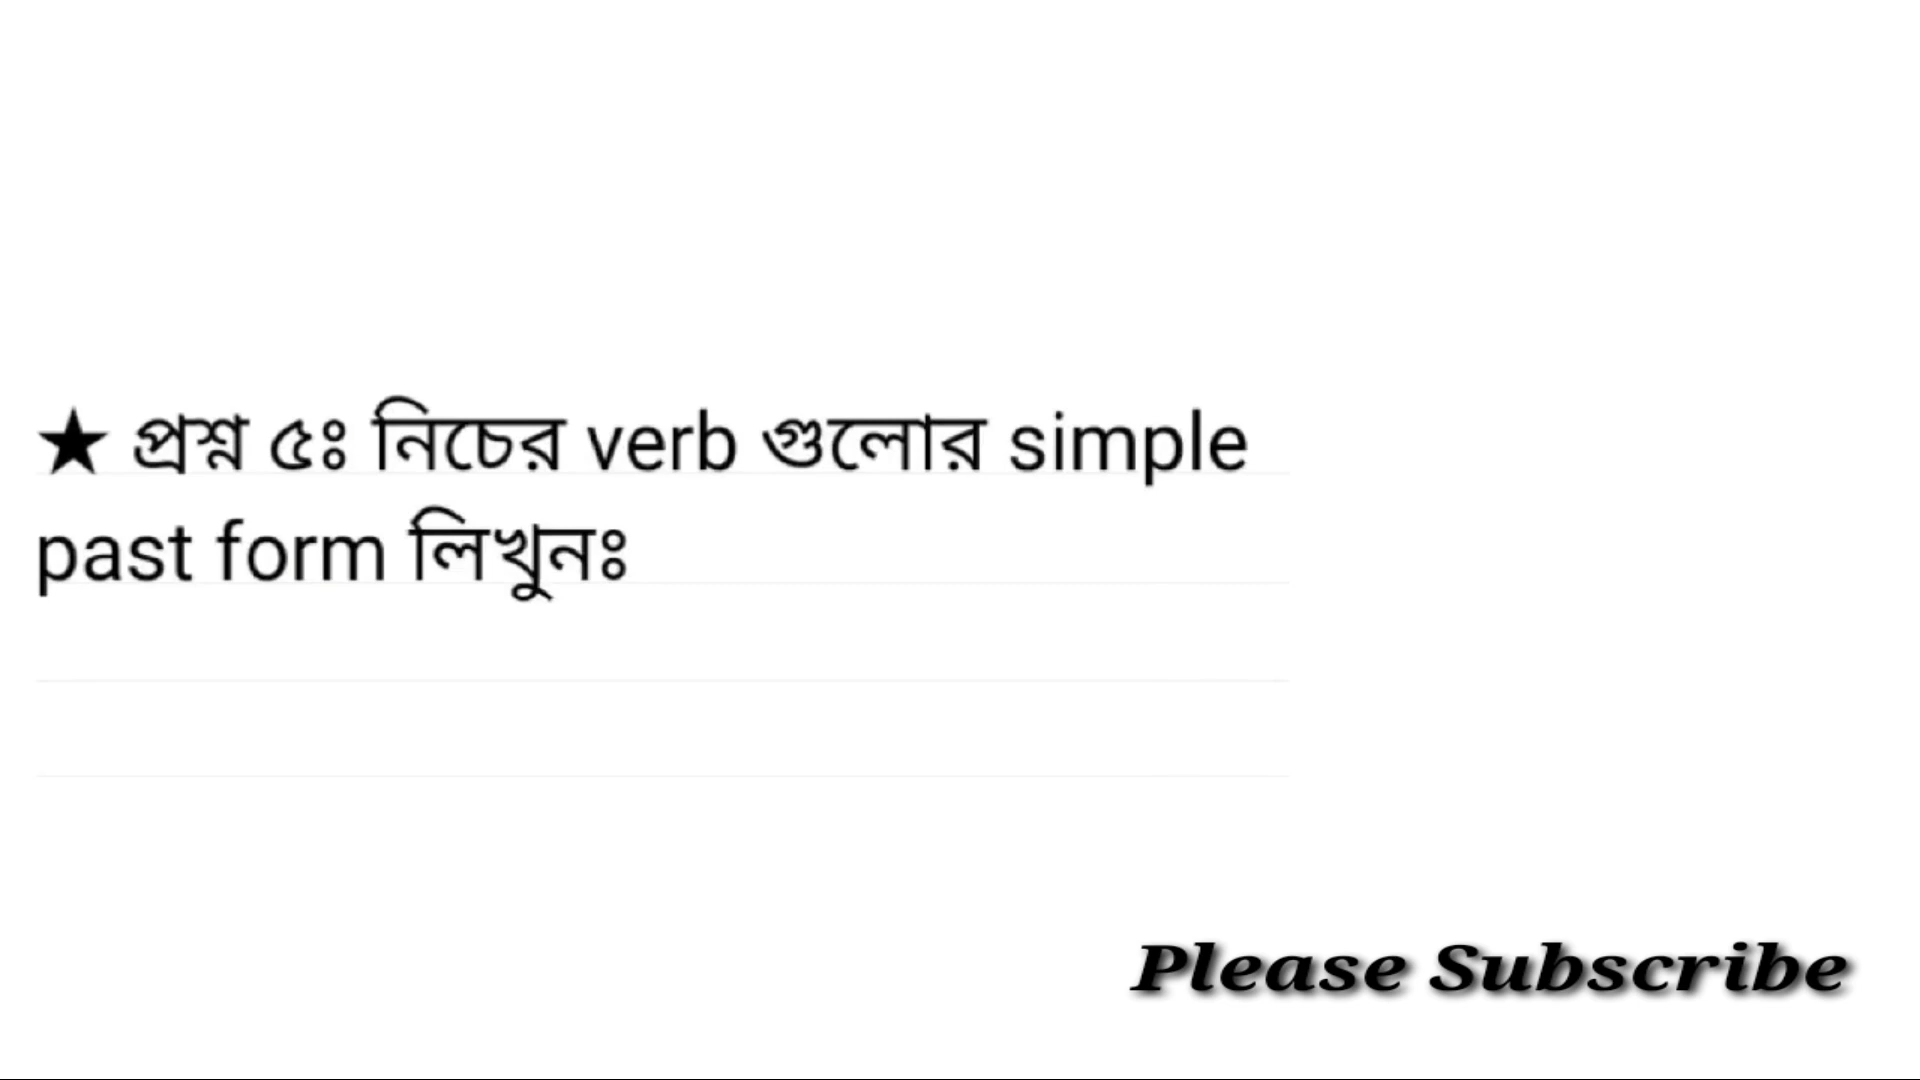 ★ প্রশ্ন ৫ঃ নিচের verb গুলোর simple
past form লিখুনঃ
Please Subscribe